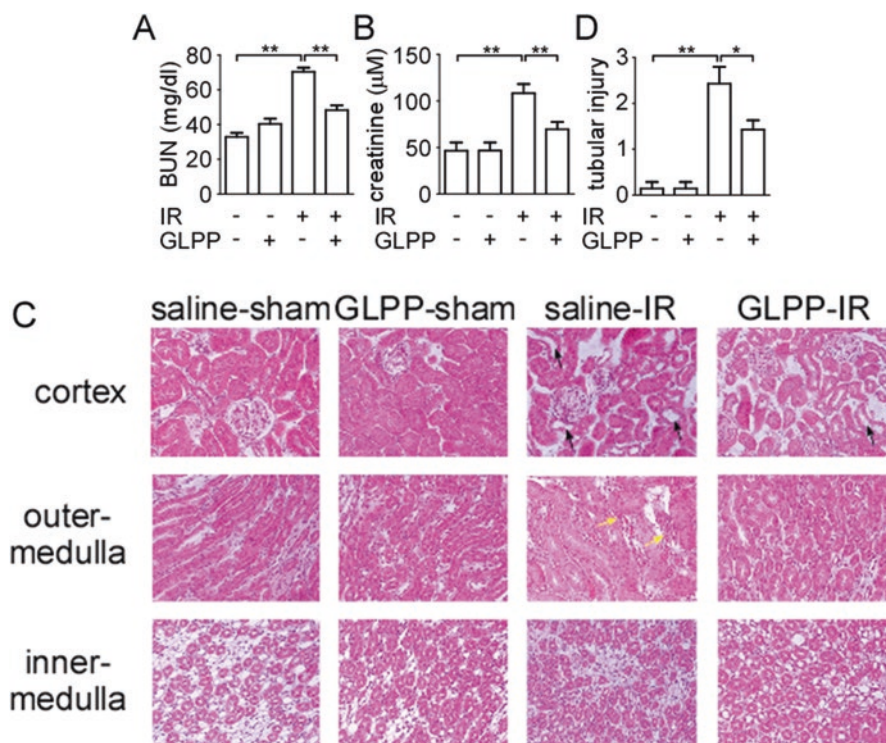 A
BUN (mg/dl)
80
60
40
20
0
** **
IR - - + +
GLPP - + - +
B
creatinine (µM)
150
100
50
0
** **
IR - - + +
GLPP - + - +
D
tubular injury
3
2
1
0
** *
IR - - + +
GLPP - + - +
C
saline-sham GLPP-sham saline-IR GLPP-IR
cortex
outer-
medulla
inner-
medulla